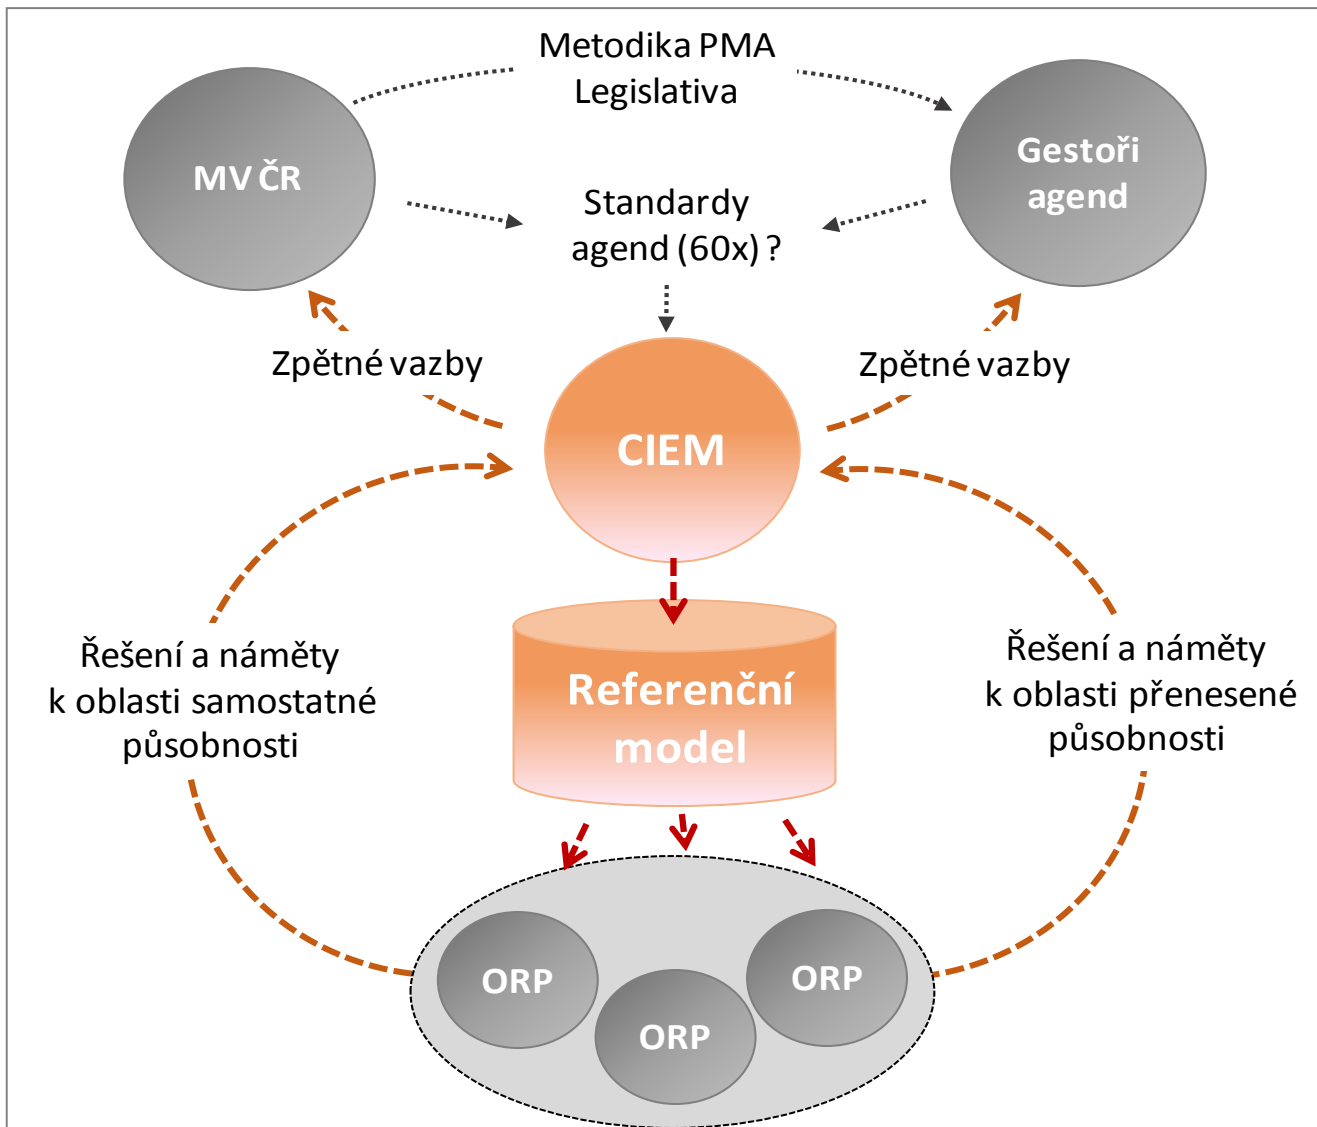 Metodika PMA
Legislativa
MV ČR
Gestoři
agend
Standardy
agend (60x) ?
Zpětné vazby
Zpětné vazby
CIEM
Řešení a náměty
k oblasti samostatné
působnosti
Referenční
model
Řešení a náměty
k oblasti přenesené
působnosti
ORP
ORP
ORP